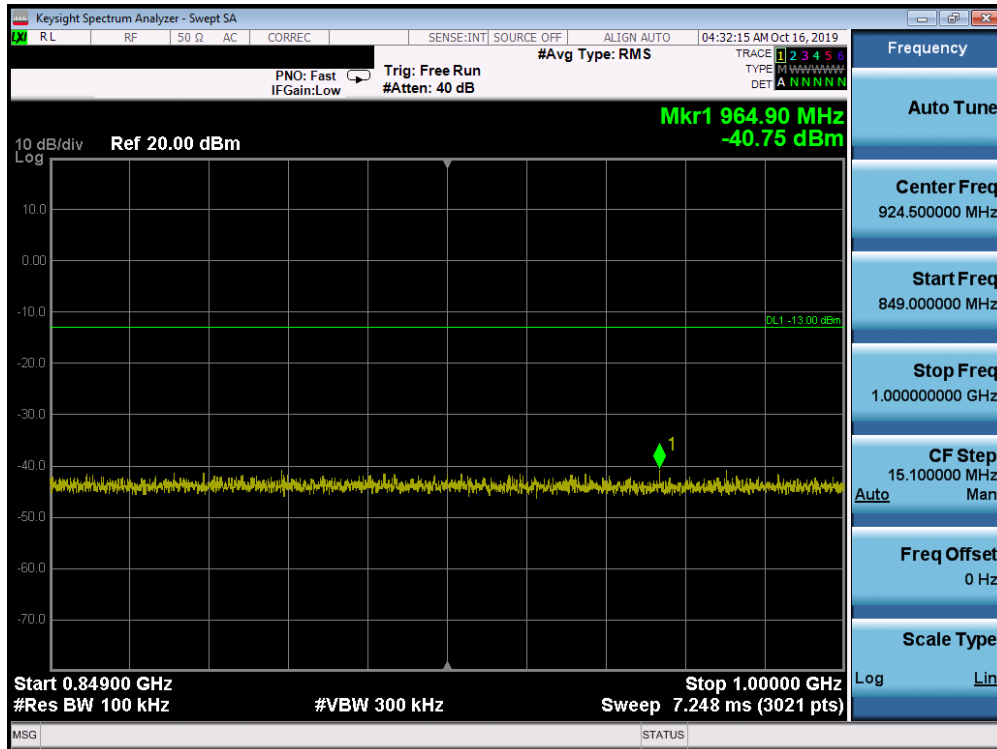 Keysight Spectrum Analyzer - Swept SA
LXI RL RF 50 Ω AC CORREC SENSE:INT SOURCE OFF ALIGN AUTO 04:32:15 AM Oct 16, 2019
PNO: Fast
IFGain:Low
Trig: Free Run
#Atten: 40 dB
#Avg Type: RMS
TRACE 1 2 3 4 5 6
TYPE M WWWWW
DET A N N N N N
Mkr1 964.90 MHz
-40.75 dBm
10 dB/div
Log
Ref 20.00 dBm
10.0
0.00
-10.0
-20.0
-30.0
-40.0
-50.0
-60.0
-70.0
DL1 -13.00 dBm
1
Start 0.84900 GHz
Stop 1.00000 GHz
#Res BW 100 kHz
#VBW 300 kHz
Sweep 7.248 ms (3021 pts)
MSG
STATUS
Frequency
Auto Tune
Center Freq
924.500000 MHz
Start Freq
849.000000 MHz
Stop Freq
1.000000000 GHz
CF Step
15.100000 MHz
Auto Man
Freq Offset
0 Hz
Scale Type
Log Lin